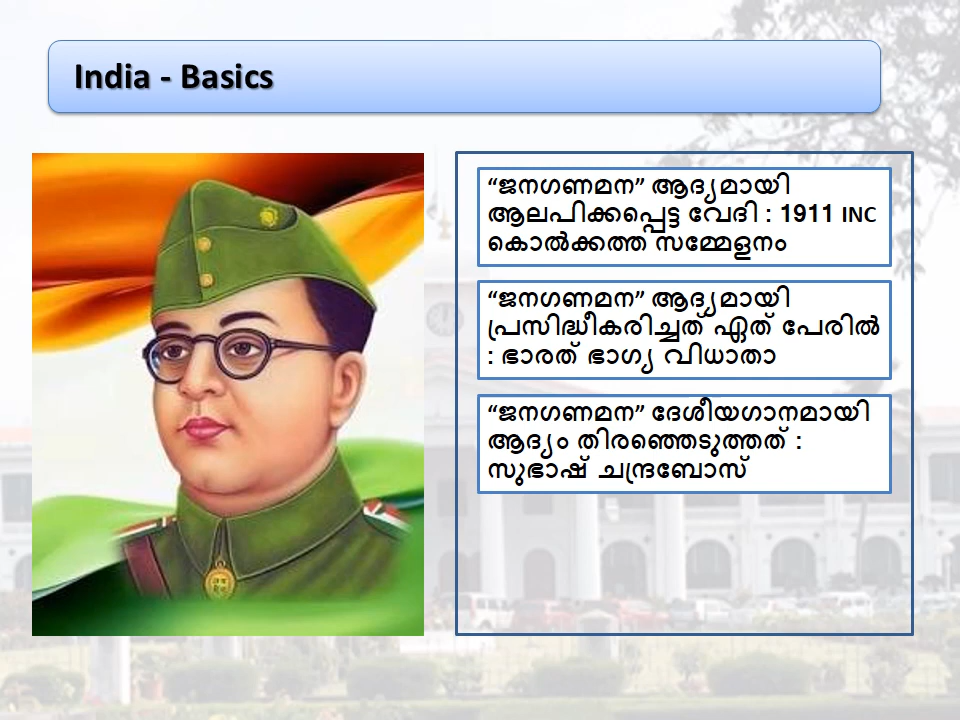 India - Basics
“ജനഗണമന” ആദ്യമായി
ആലപിക്കപ്പെട്ട വേദി : 1911 INC
കൊൽക്കത്ത സമ്മേളനം
“ജനഗണമന” ആദ്യമായി
പ്രസിദ്ധീകരിച്ചത് ഏത് പേരിൽ
: ഭാരത് ഭാഗ്യ വിധാതാ
“ജനഗണമന” ദേശീയഗാനമായി
ആദ്യം തിരഞ്ഞെടുത്തത് :
സുഭാഷ് ചന്ദ്രബോസ്